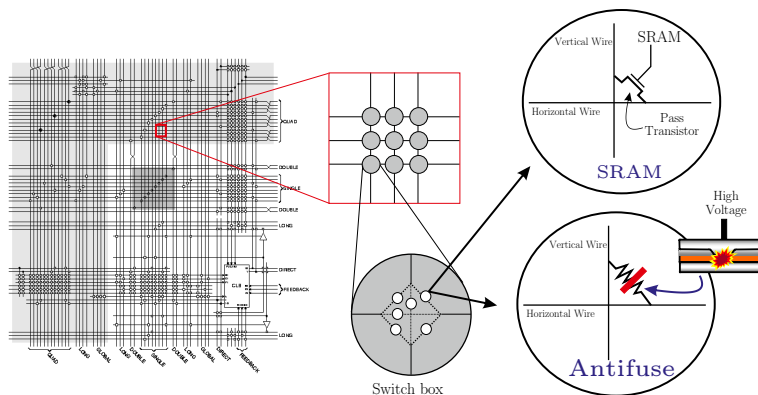 QUAD
DOUBLE
SINGLE
DOUBLE
LONG
DIRECT
FEEDBACK
LONG
CLB
QUAD
LONG
GLOBAL
LONG
DOUBLE
SINGLE
DOUBLE
LONG
GLOBAL
DIRECT
FEEDBACK
Switch box
Vertical Wire
SRAM
Horizontal Wire
Pass
Transistor
SRAM
High
Voltage
Vertical Wire
Horizontal Wire
Antifuse